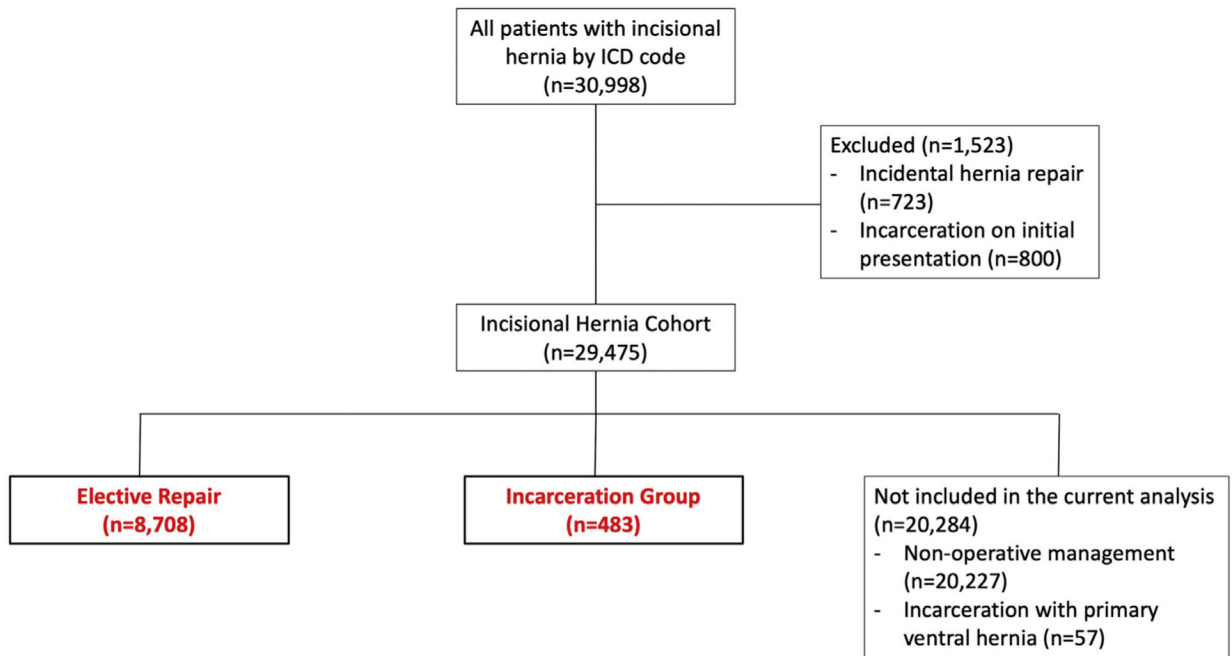 All patients with incisional
hernia by ICD code
(n=30,998)
Excluded (n=1,523)
- Incidental hernia repair
(n=723)
- Incarceration on initial
presentation (n=800)
Incisional Hernia Cohort
(n=29,475)
Elective Repair
(n=8,708)
Incarceration Group
(n=483)
Not included in the current analysis
(n=20,284)
- Non-operative management
(n=20,227)
- Incarceration with primary
ventral hernia (n=57)